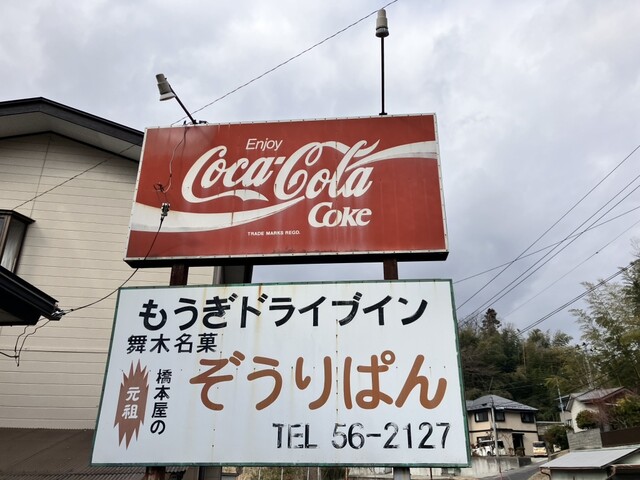 Enjoy
Coca-Cola
Coke
TRADE MARKS REGD.
もうぎドライブイン
舞木名菓
元祖
橋本屋の
ぞうりぱん
TEL 56-2127